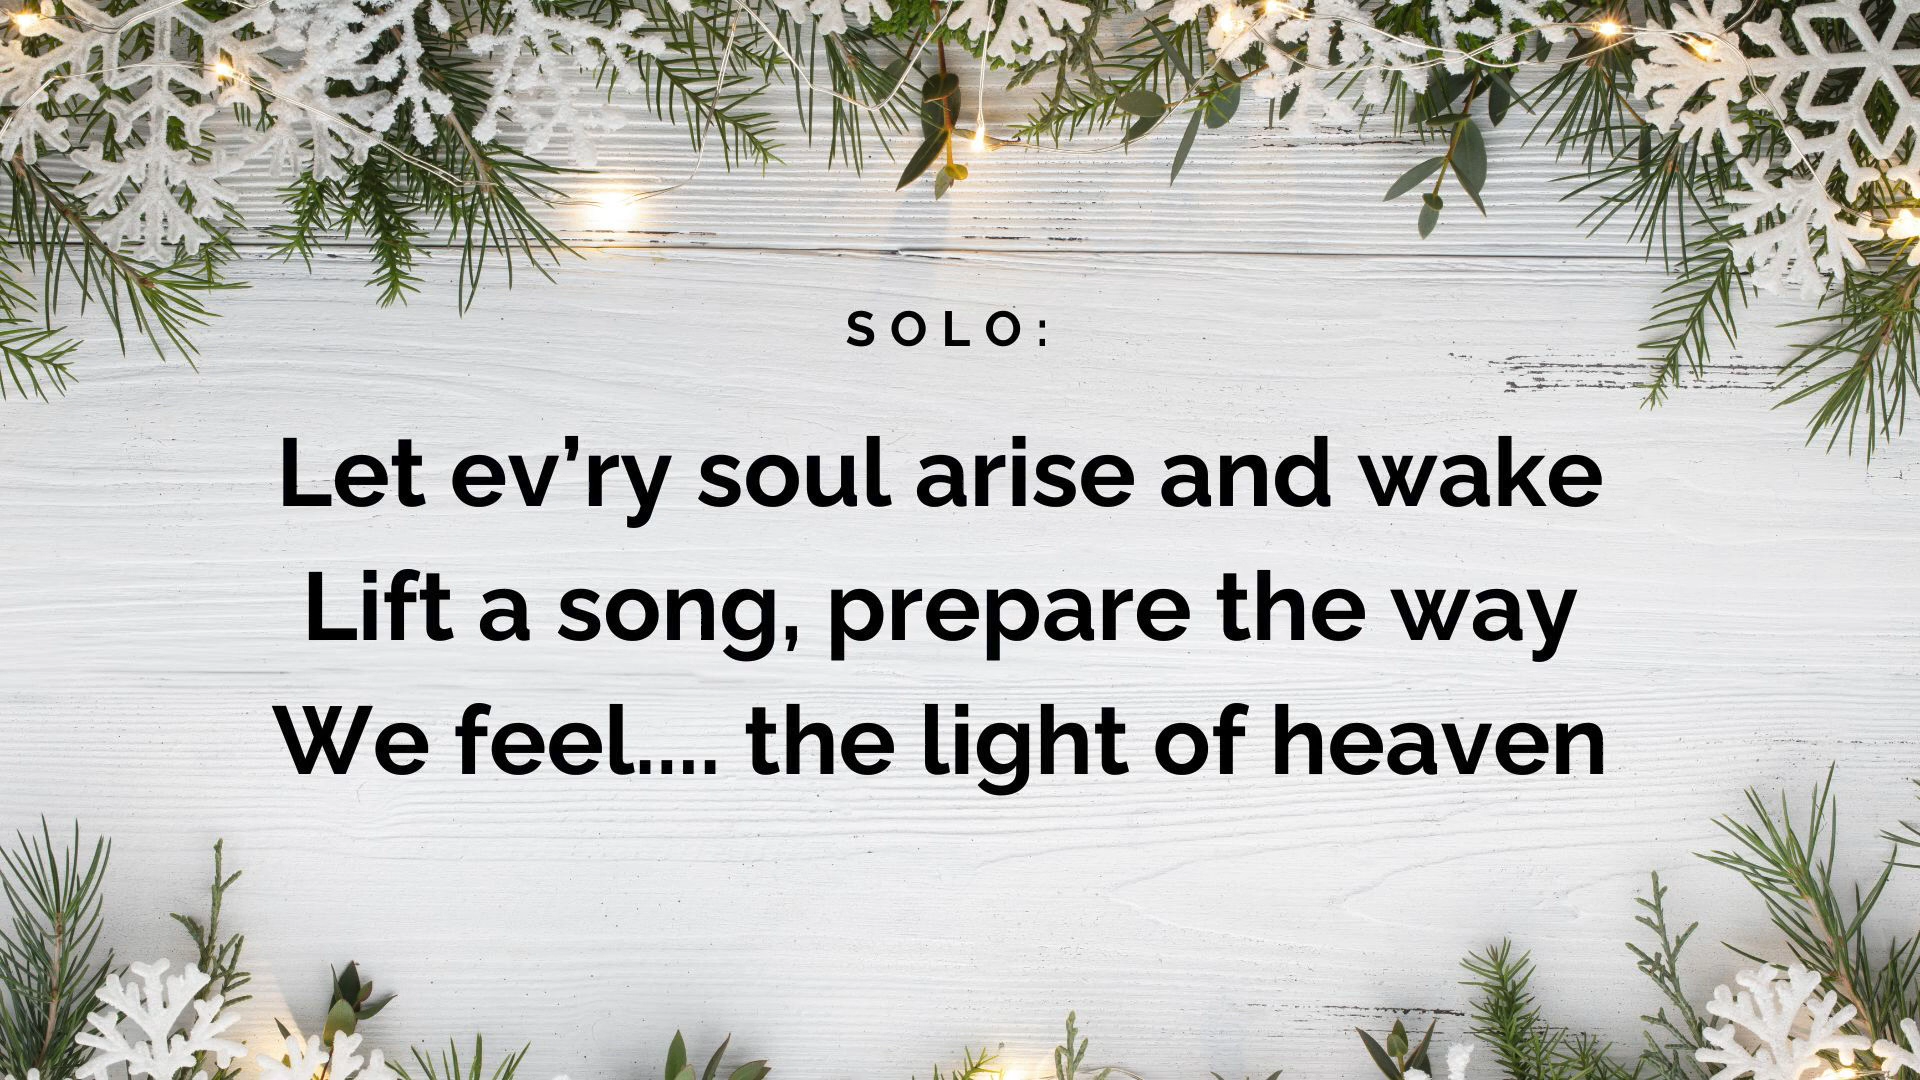 SOLO:
Let ev’ry soul arise and wake
Lift a song, prepare the way
We feel.... the light of heaven